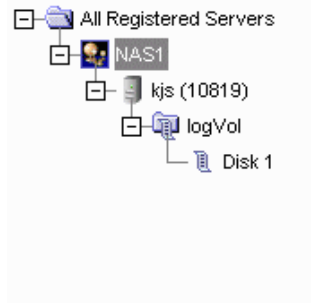 All Registered Servers
NAS1
kjs (10819)
logVol
Disk 1